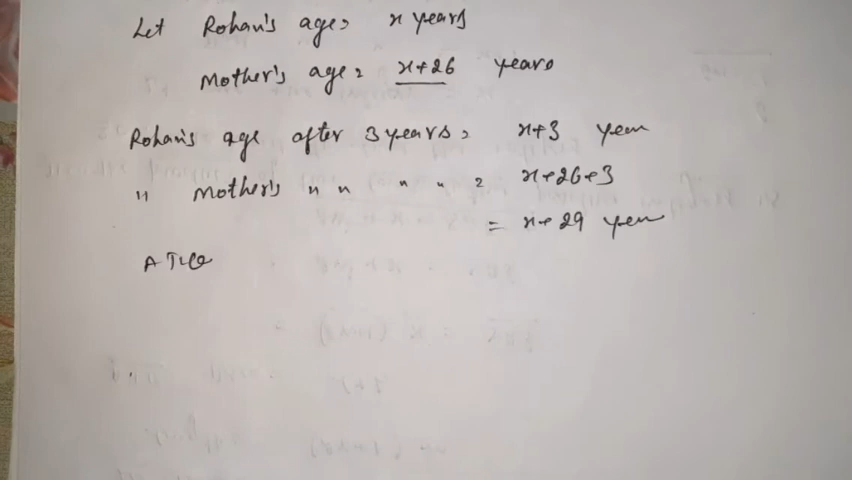 Let Rohan's age = x years
Mother's age = x+26 years
Rohan's age after 3 years = x+3 year
" Mother's " " " " = x+26+3
= x+29 year
ATQ